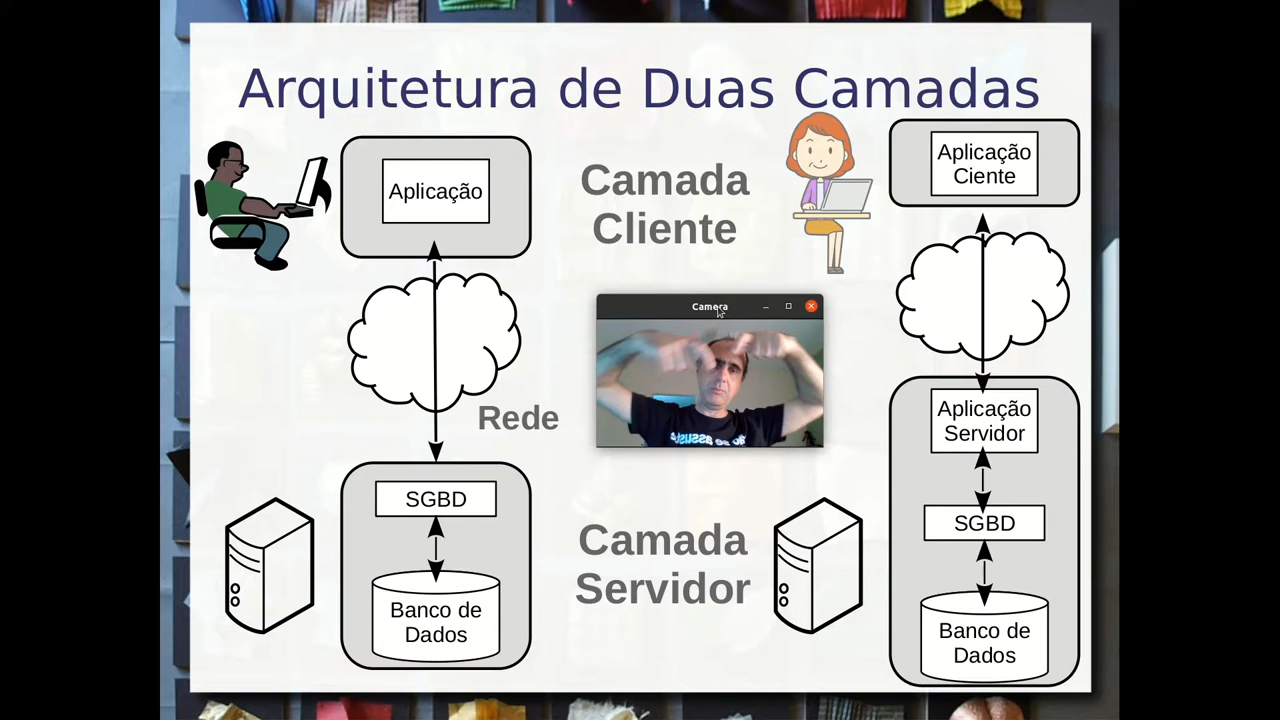 Arquitetura de Duas Camadas
Aplicação
Camada
Cliente
Aplicação
Ciente
Camera
Rede
Aplicação
Servidor
SGBD
SGBD
Camada
Servidor
Banco de
Dados
Banco de
Dados